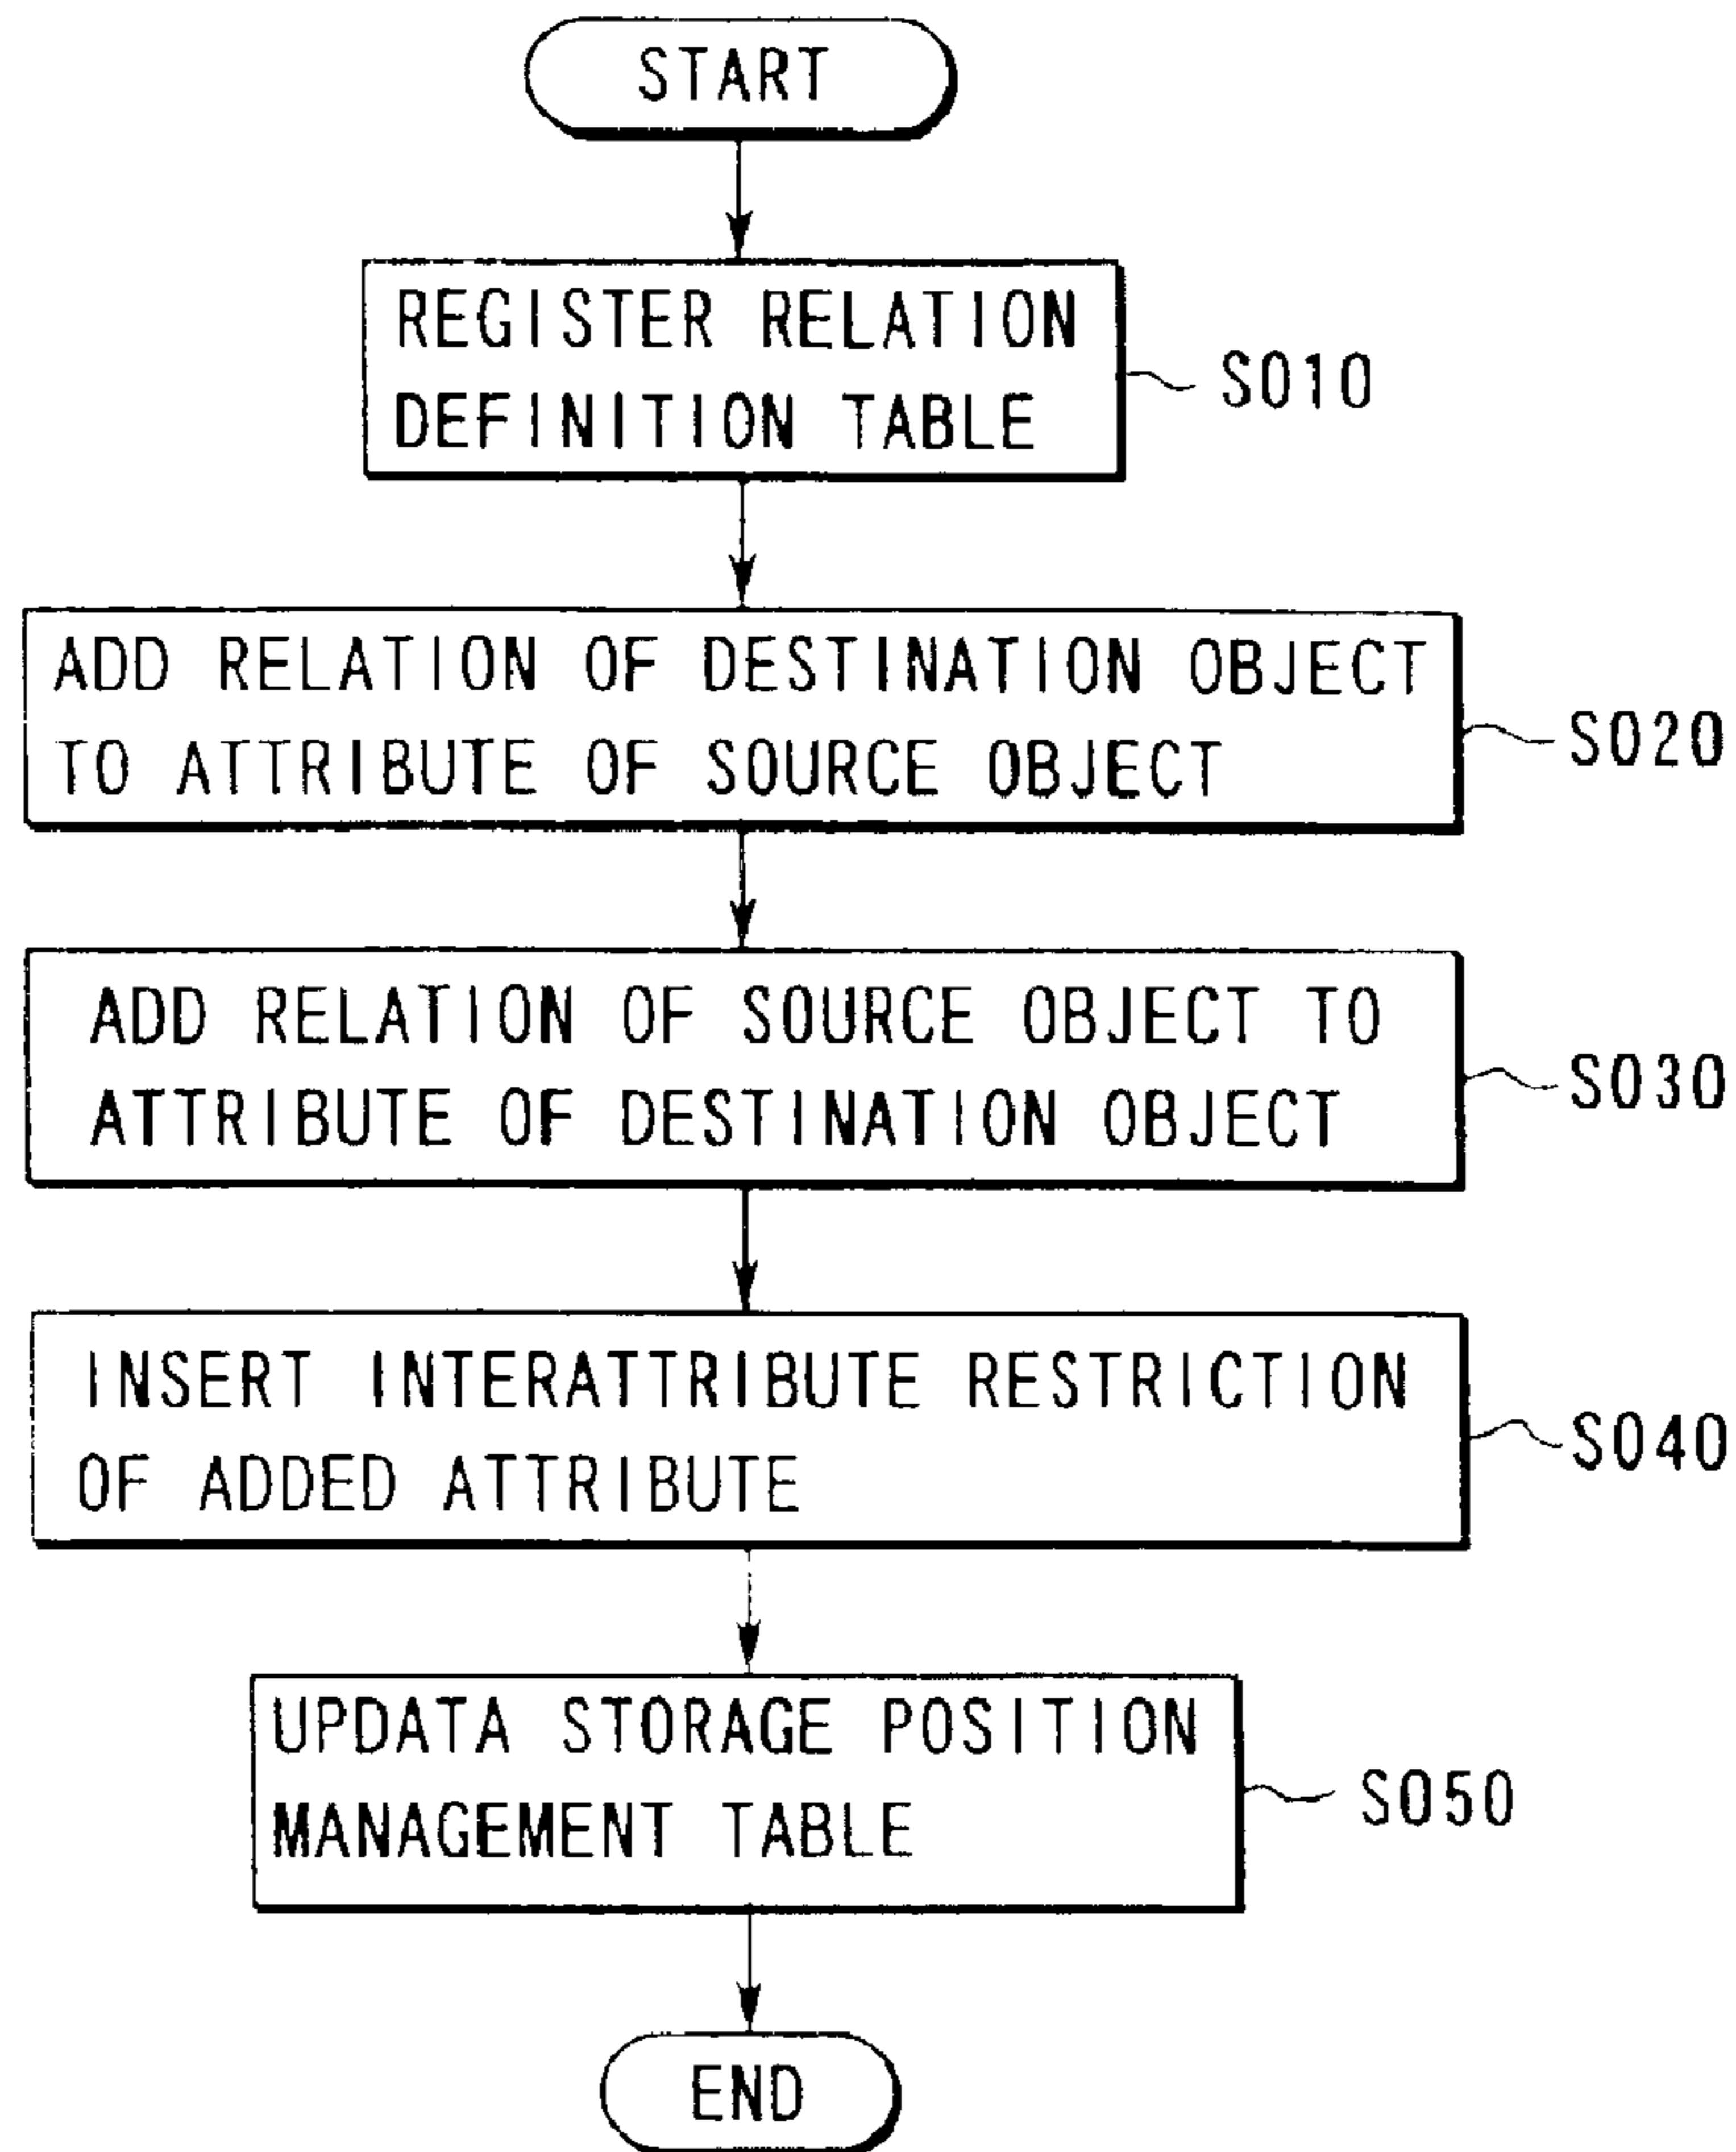 START
REGISTER RELATION
DEFINITION TABLE
S010
ADD RELATION OF DESTINATION OBJECT
TO ATTRIBUTE OF SOURCE OBJECT
S020
ADD RELATION OF SOURCE OBJECT TO
ATTRIBUTE OF DESTINATION OBJECT
S030
INSERT INTERATTRIBUTE RESTRICTION
OF ADDED ATTRIBUTE
S040
UPDATA STORAGE POSITION
MANAGEMENT TABLE
S050
END